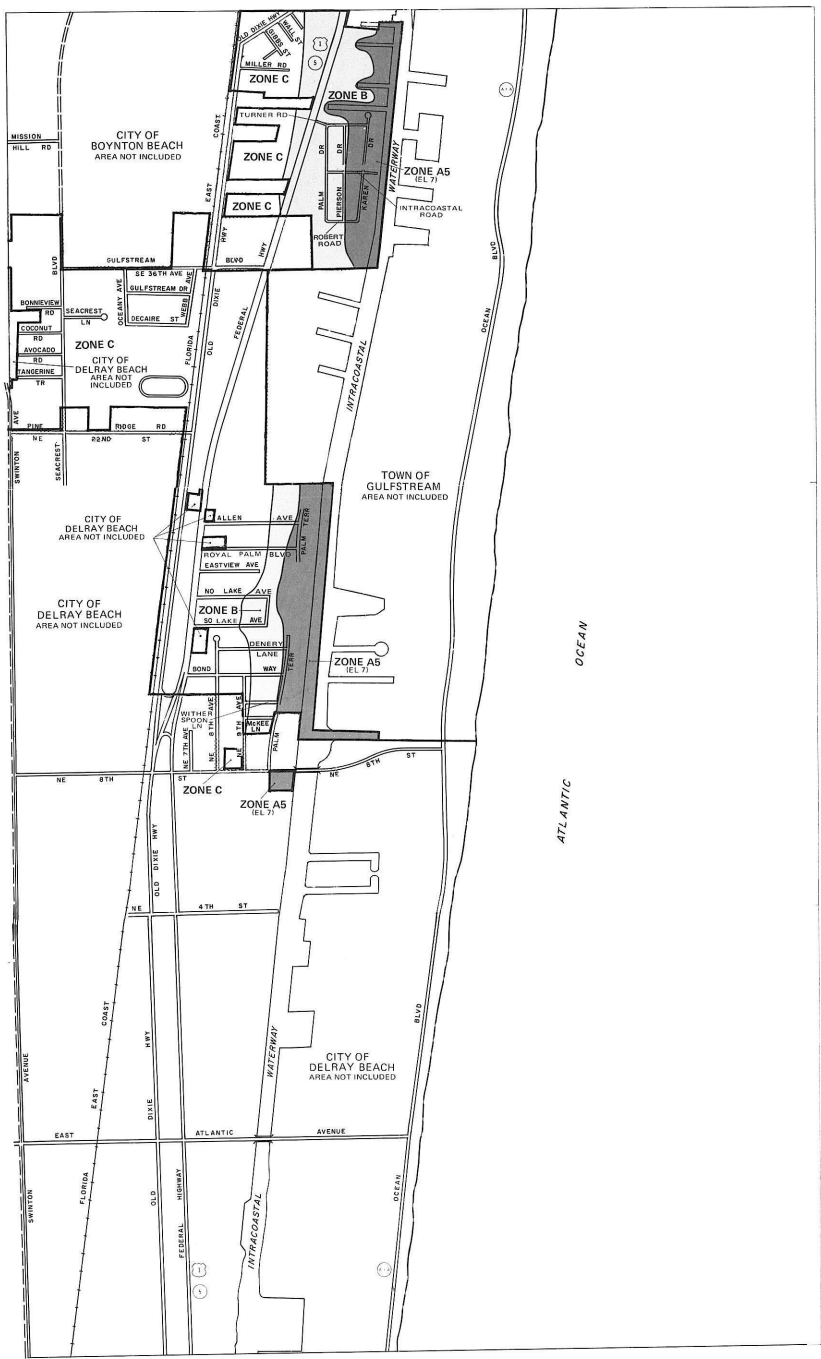 OLD DIXIE HWY
WALL ST
GIBBS ST
1
5
MILLER RD
ZONE C
ZONE B
A1A
TURNER RD
COAST
MISSION
HILL RD
CITY OF
BOYNTON BEACH
AREA NOT INCLUDED
ZONE C
DR
DR
DR
WATERWAY
ZONE A5
(EL 7)
EAST
ZONE C
PALM
PIERSON
KAREN
INTRACOASTAL
ROAD
HWY
HWY
ROBERT
ROAD
BLVD
GULFSTREAM
BLVD
BLVD
SE 36TH AVE
OCEANY AVE
GULFSTREAM DR
WEBB AVE
DIXIE
BONNIEVIEW
RD
SEACREST
LN
DECAIRE ST
FEDERAL
OCEAN
COCONUT
RD
ZONE C
FLORIDA
OLD
AVOCADO
RD
CITY OF
DELRAY BEACH
AREA NOT
INCLUDED
TANGERINE
TR
INTRACOASTAL
AVE
PINE RIDGE RD
NE 22ND ST
SWINTON
SEACREST
TOWN OF
GULFSTREAM
AREA NOT INCLUDED
CITY OF
DELRAY BEACH
AREA NOT INCLUDED
ALLEN AVE
PALM TERR
ROYAL PALM BLVD
EASTVIEW AVE
NO LAKE AVE
CITY OF
DELRAY BEACH
AREA NOT INCLUDED
ZONE B
SO LAKE AVE
DENERY
LANE
OCEAN
BOND WAY
TERR
ZONE A5
(EL 7)
WITHER
SPOON
LN
NE 7TH AVE
NE 8TH AVE
NE 9TH AVE
McKEE
LN
PALM
NE 8TH ST
NE 8TH ST
ZONE C
ZONE A5
(EL 7)
ATLANTIC
OLD DIXIE HWY
NE 4TH ST
COAST
HWY
BLVD
WATERWAY
CITY OF
DELRAY BEACH
AREA NOT INCLUDED
AVENUE
EAST
DIXIE
EAST ATLANTIC AVENUE
SWINTON
FLORIDA
OLD
HIGHWAY
OCEAN
FEDERAL
INTRACOASTAL
1
5
A1A